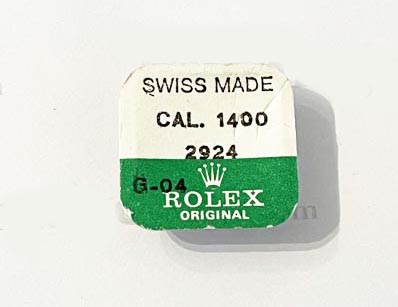 SWISS MADE
CAL. 1400
2924
G-04
ROLEX
ORIGINAL